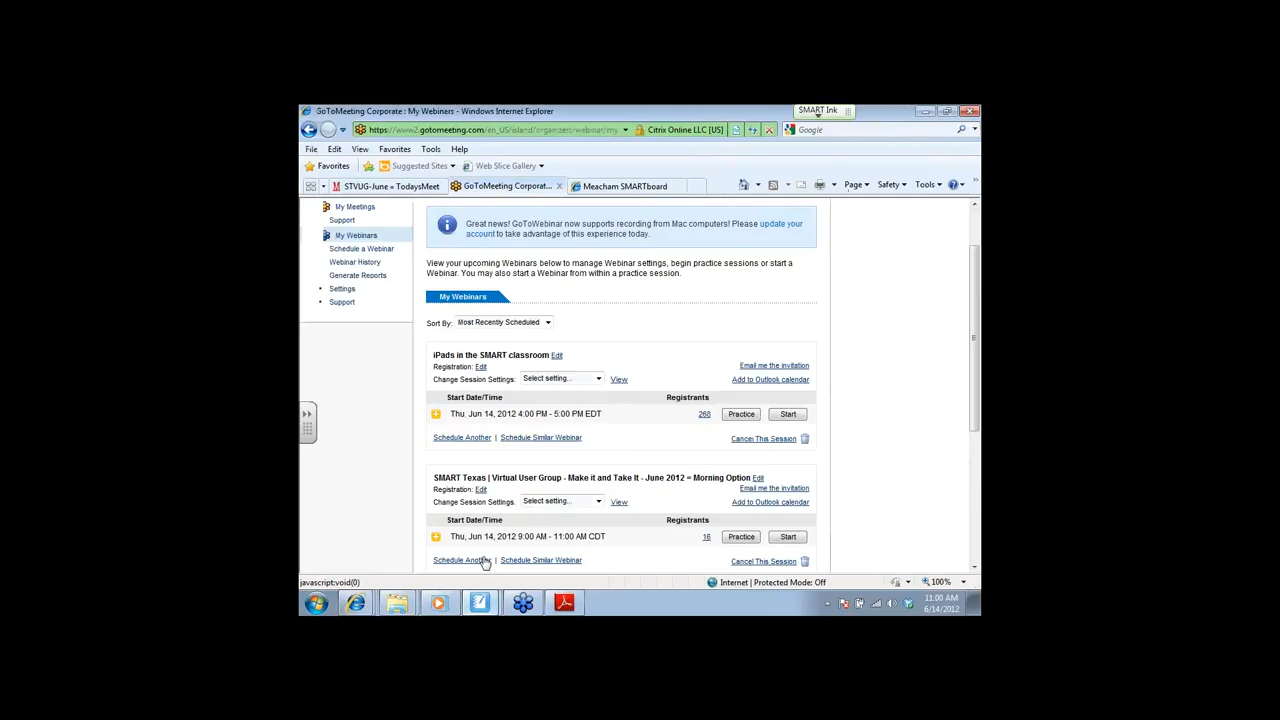 GoToMeeting Corporate : My Webinars - Windows Internet Explorer
SMART Ink
https://www2.gotomeeting.com/en_US/island/organizers/webinar/my
Citrix Online LLC [US]
Google
File Edit View Favorites Tools Help
Favorites Suggested Sites Web Slice Gallery
STVUG-June « TodaysMeet
GoToMeeting Corporat...
Meacham SMARTboard
Page Safety Tools
My Meetings
Support
My Webinars
Schedule a Webinar
Webinar History
Generate Reports
Settings
Support
Great news! GoToWebinar now supports recording from Mac computers! Please update your
account to take advantage of this experience today.
View your upcoming Webinars below to manage Webinar settings, begin practice sessions or start a
Webinar. You may also start a Webinar from within a practice session.
My Webinars
Sort By: Most Recently Scheduled
iPads in the SMART classroom Edit
Registration: Edit
Email me the invitation
Change Session Settings: Select setting... View
Add to Outlook calendar
Start Date/Time Registrants
Thu, Jun 14, 2012 4:00 PM - 5:00 PM EDT 268 Practice Start
Schedule Another | Schedule Similar Webinar Cancel This Session
SMART Texas | Virtual User Group - Make it and Take It - June 2012 = Morning Option Edit
Registration: Edit
Email me the invitation
Change Session Settings: Select setting... View
Add to Outlook calendar
Start Date/Time Registrants
Thu, Jun 14, 2012 9:00 AM - 11:00 AM CDT 16 Practice Start
Schedule Another | Schedule Similar Webinar Cancel This Session
javascript:void(0) Internet | Protected Mode: Off 100%
11:00 AM
6/14/2012